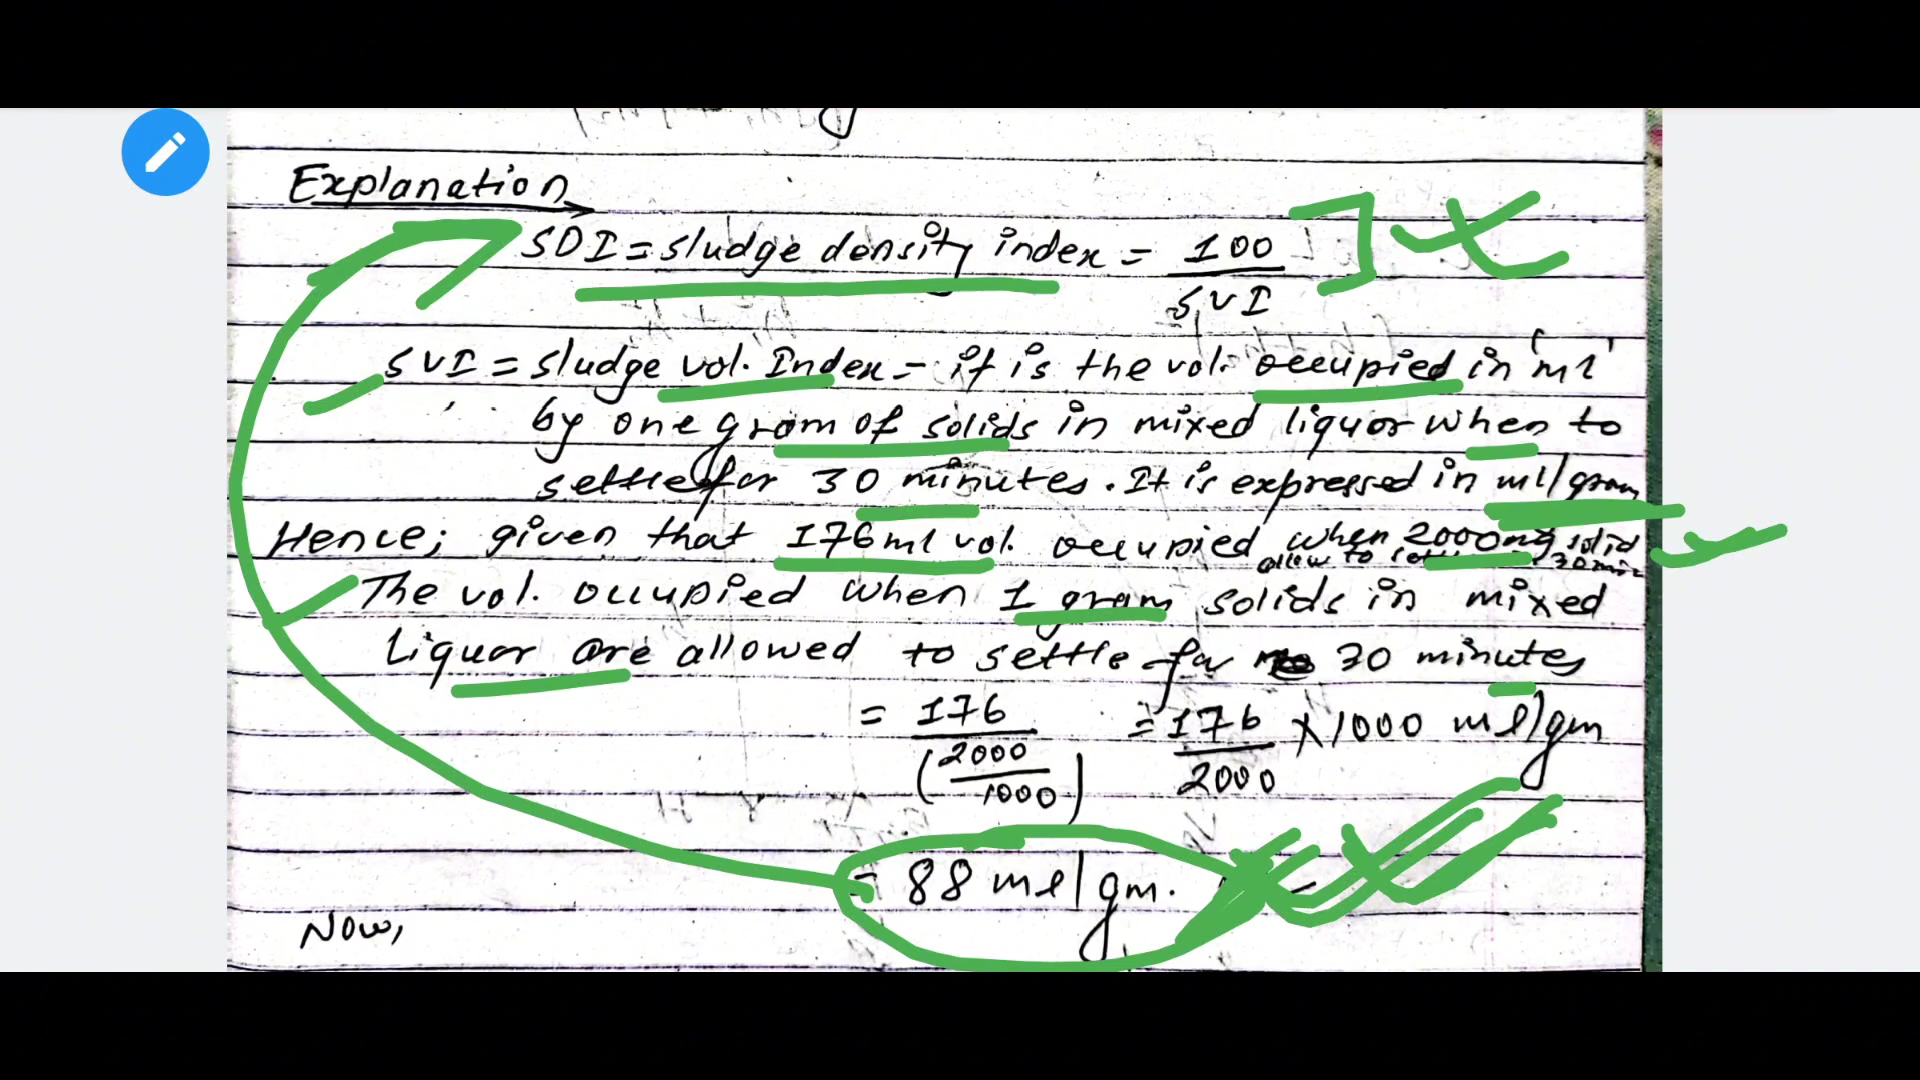 Explanation
SDI = sludge density index = 100/SVI
SVI = sludge vol. Index - it is the vol. occupied in 'ml'
by one gram of solids in mixed liquor when to
settle for 30 minutes. It is expressed in ml/gram
Hence; given that 176ml vol. occupied when 2000mg solid
allow to 30 min
The vol. occupied when 1 gram solids in mixed
Liquor are allowed to settle for 30 minutes
= 176/(2000/1000) = 176/2000 × 1000 ml/gm
= 88 ml/gm.
Now,